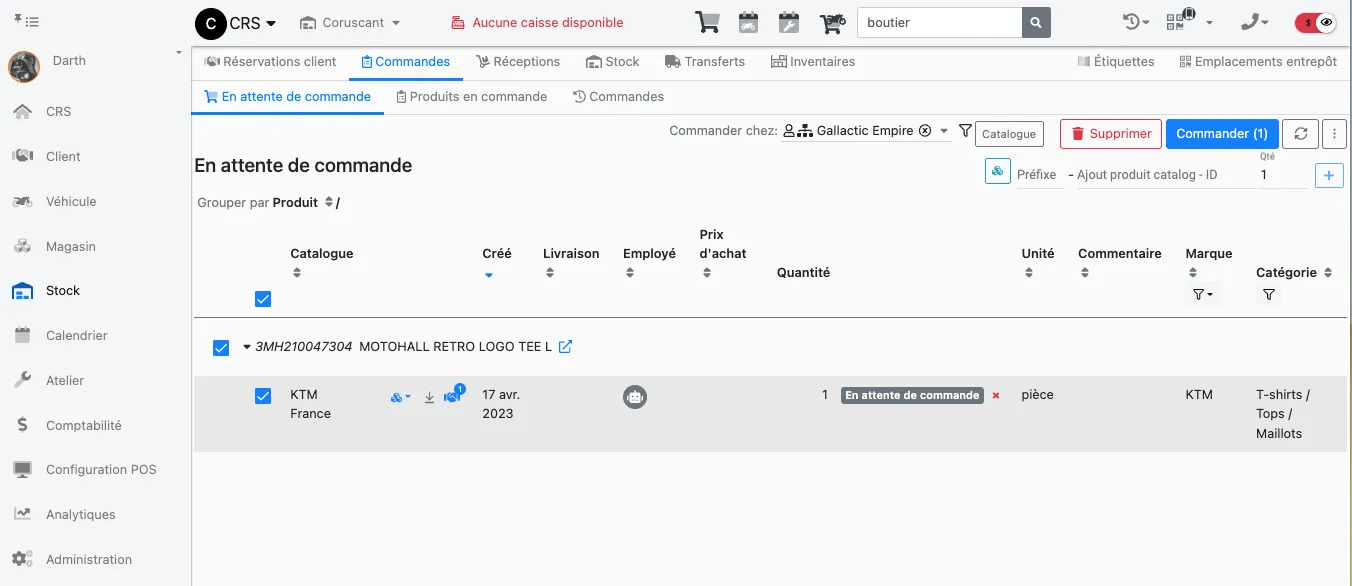 C CRS
Coruscant
Aucune caisse disponible
boutier
$
Darth
CRS
Client
Véhicule
Magasin
Stock
Calendrier
Atelier
Comptabilité
Configuration POS
Analytiques
Administration
Réservations client
Commandes
Réceptions
Stock
Transferts
Inventaires
Étiquettes
Emplacements entrepôt
En attente de commande
Produits en commande
Commandes
Commander chez: Gallactic Empire
Catalogue
Supprimer
Commander (1)
En attente de commande
Préfixe
- Ajout produit catalog - ID
Qté
1
+
Grouper par Produit /
Catalogue
Créé
Livraison
Employé
Prix
d'achat
Quantité
Unité
Commentaire
Marque
Catégorie
3MH210047304 MOTOHALL RETRO LOGO TEE L
KTM
France
1
17 avr.
2023
1
En attente de commande
pièce
KTM
T-shirts /
Tops /
Maillots